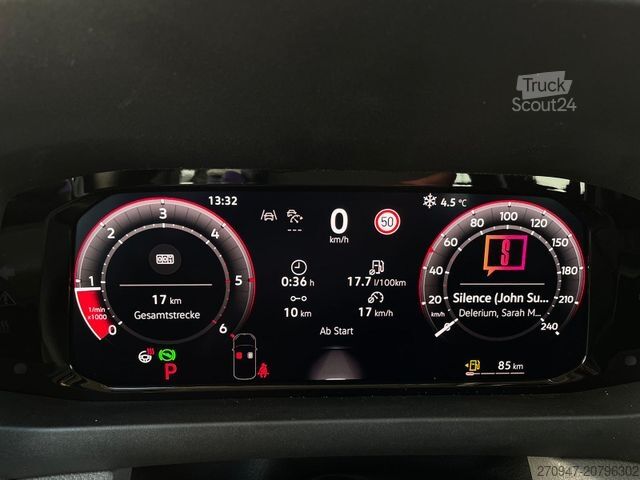 Truck
Scout24
13:32
4.5 °C
0
km/h
50
0:36 h
17.7 l/100km
10 km
17 km/h
Ab Start
0
1
2
3
4
5
6
1/min
x1000
17 km
Gesamtstrecke
P
0
20
40
60
80
100
120
150
180
210
240
km/h
S
Silence (John Su...
Delerium, Sarah M...
85 km
270947-20796302